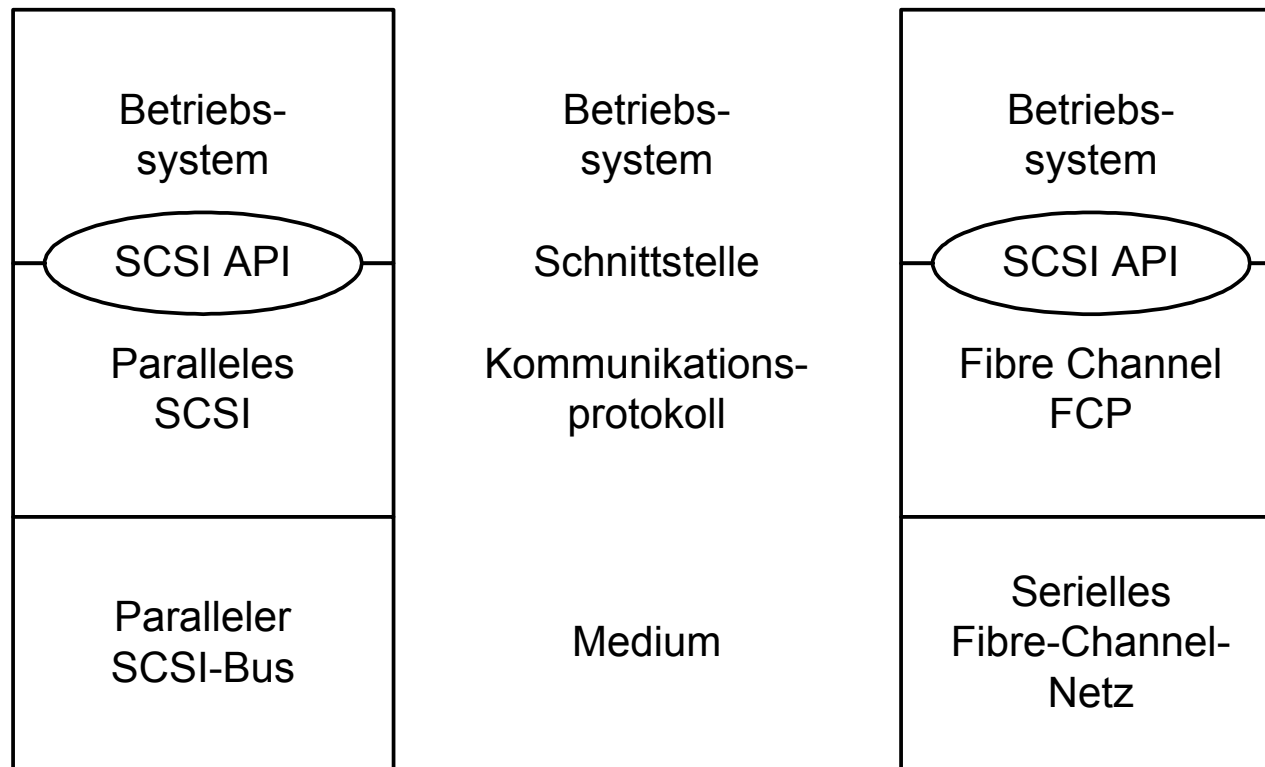 Betriebs-
system
SCSI API
Paralleles
SCSI
Paralleler
SCSI-Bus
Betriebs-
system
Schnittstelle
Kommunikations-
protokoll
Medium
Betriebs-
system
SCSI API
Fibre Channel
FCP
Serielles
Fibre-Channel-
Netz